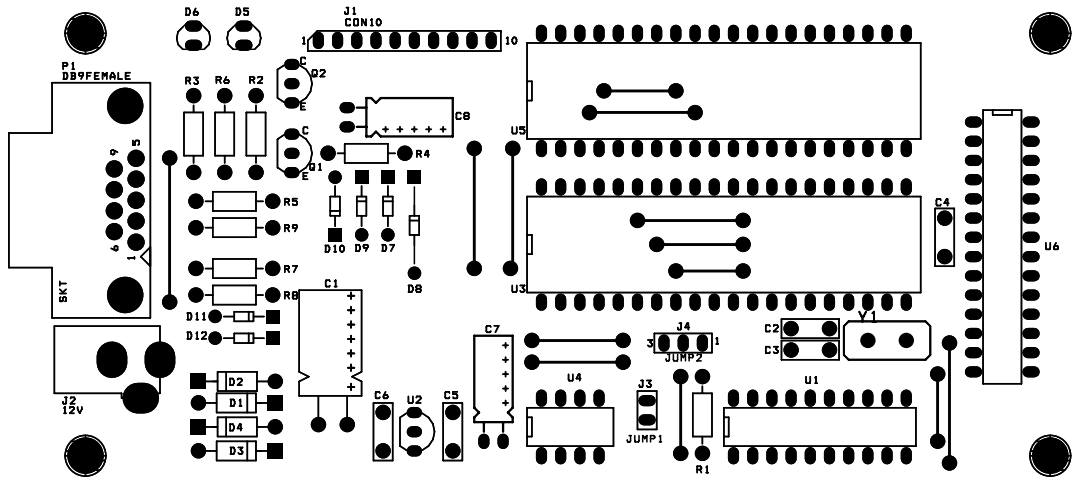 D6
D5
J1
CON10
1
10
P1
DB9FEMALE
R3
R6
R2
C
Q2
E
C8
C
Q1
E
R4
U5
5
9
6
1
R5
R9
D10
D9
D7
D8
C4
U6
SKT
R7
R8
C1
U3
D11
D12
C7
J4
3
1
JUMP2
C2
C3
Y1
J2
12V
D2
D1
D4
D3
C6
U2
C5
U4
J3
JUMP1
R1
U1